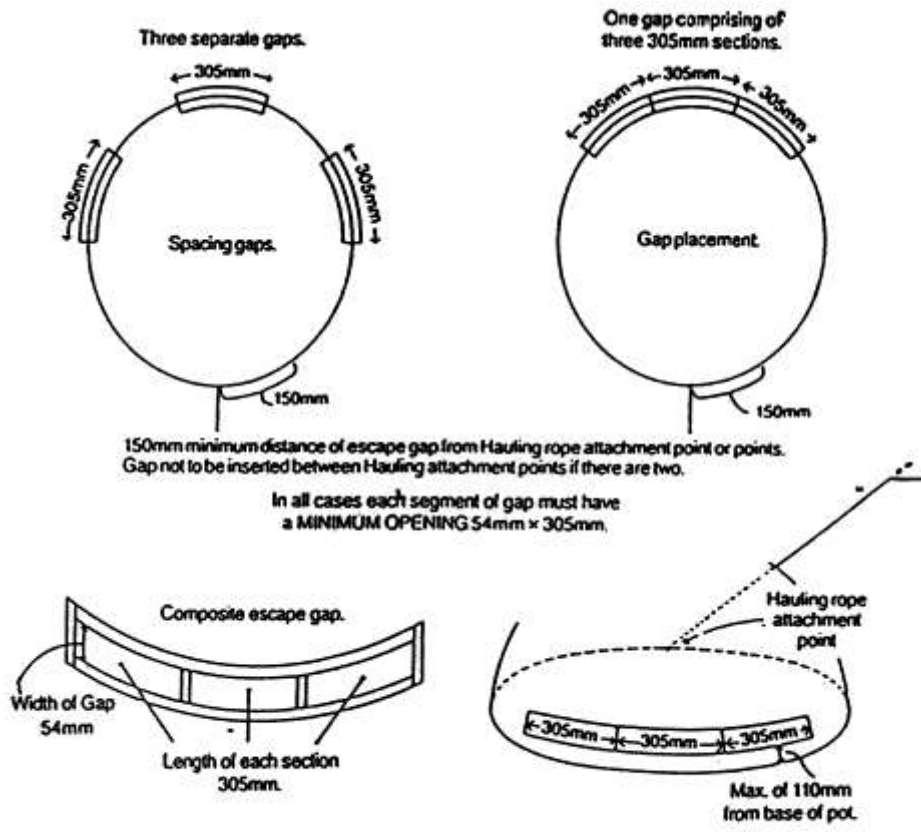 Three separate gaps.
305mm
305mm
305mm
Spacing gaps.
150mm
One gap comprising of
three 305mm sections.
305mm
305mm
305mm
Gap placement.
150mm
150mm minimum distance of escape gap from Hauling rope attachment point or points.
Gap not to be inserted between Hauling attachment points if there are two.
In all cases each segment of gap must have
a MINIMUM OPENING 54mm × 305mm.
Composite escape gap.
Width of Gap
54mm
Length of each section
305mm.
Hauling rope
attachment
point
305mm
305mm
305mm
Max. of 110mm
from base of pot.